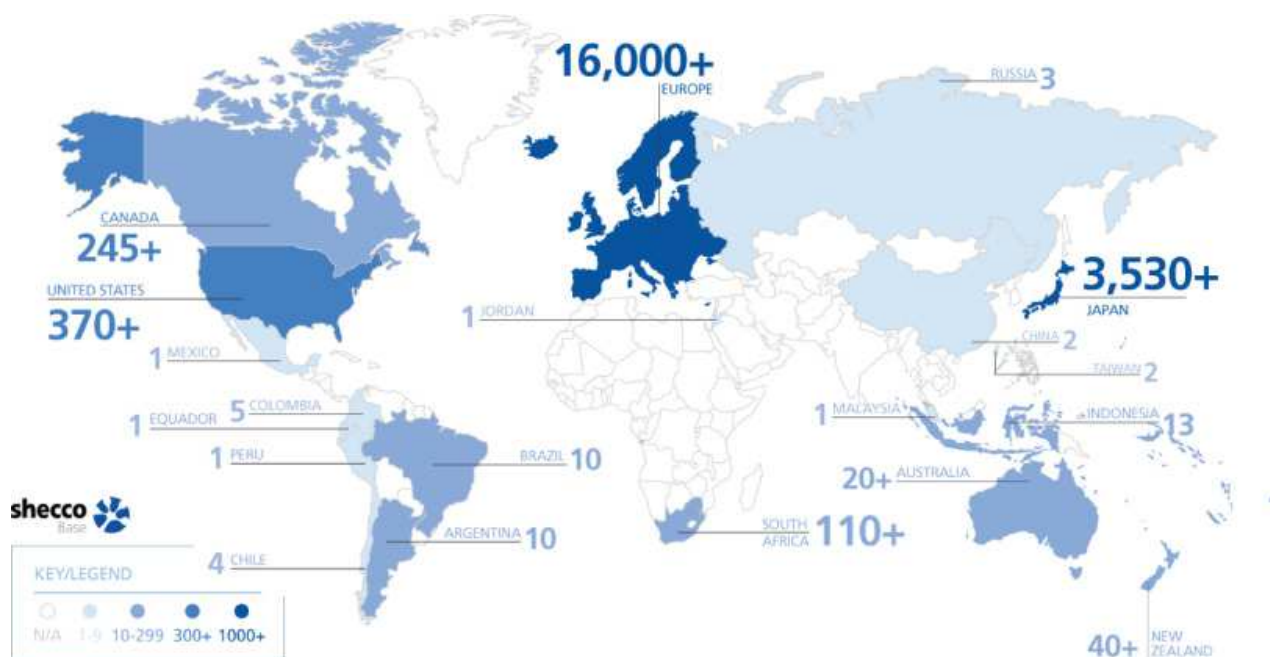 16,000+
EUROPE
RUSSIA 3
CANADA
245+
UNITED STATES
370+
3,530+
JAPAN
1 JORDAN
1 MEXICO
CHINA 2
TAIWAN 2
5 COLOMBIA
1 EQUADOR
1 MALAYSIA
INDONESIA 13
1 PERU
BRAZIL 10
20+ AUSTRALIA
shecco
Base
ARGENTINA 10
SOUTH
AFRICA 110+
4 CHILE
KEY/LEGEND
N/A 1-9 10-299 300+ 1000+
40+ NEW
ZEALAND